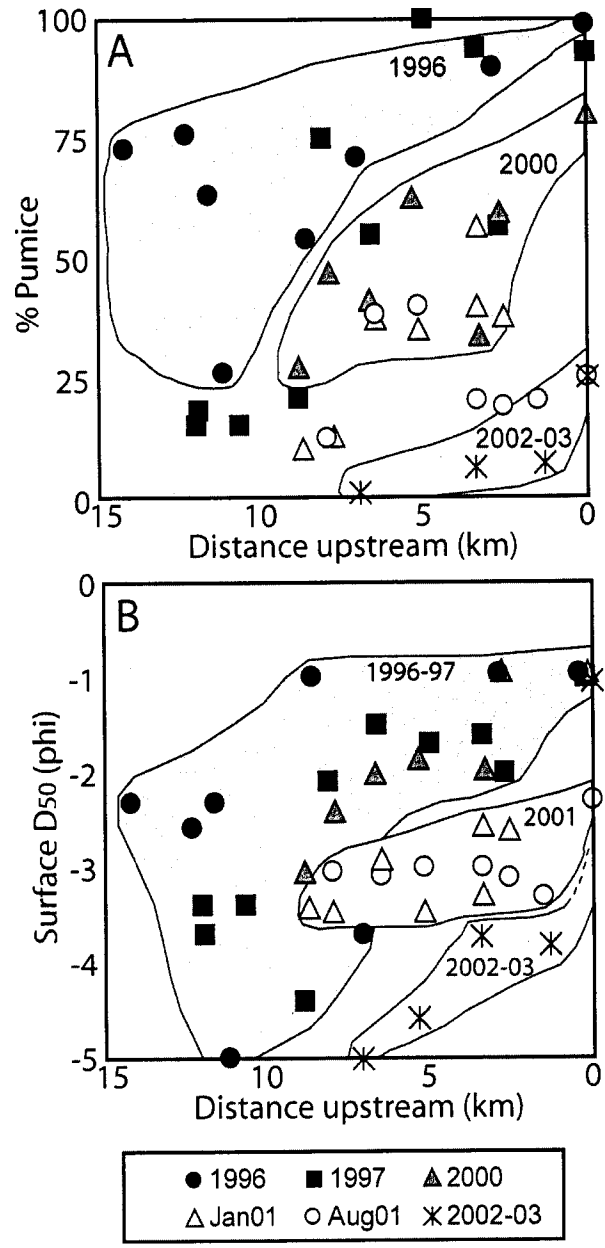 A
100
75
50
25
0
% Pumice
1996
2000
2002-03
15 10 5 0
Distance upstream (km)
B
0
-1
-2
-3
-4
-5
Surface D50 (phi)
1996-97
2001
2002-03
15 10 5 0
Distance upstream (km)
1996 1997 2000
Jan01 Aug01 2002-03